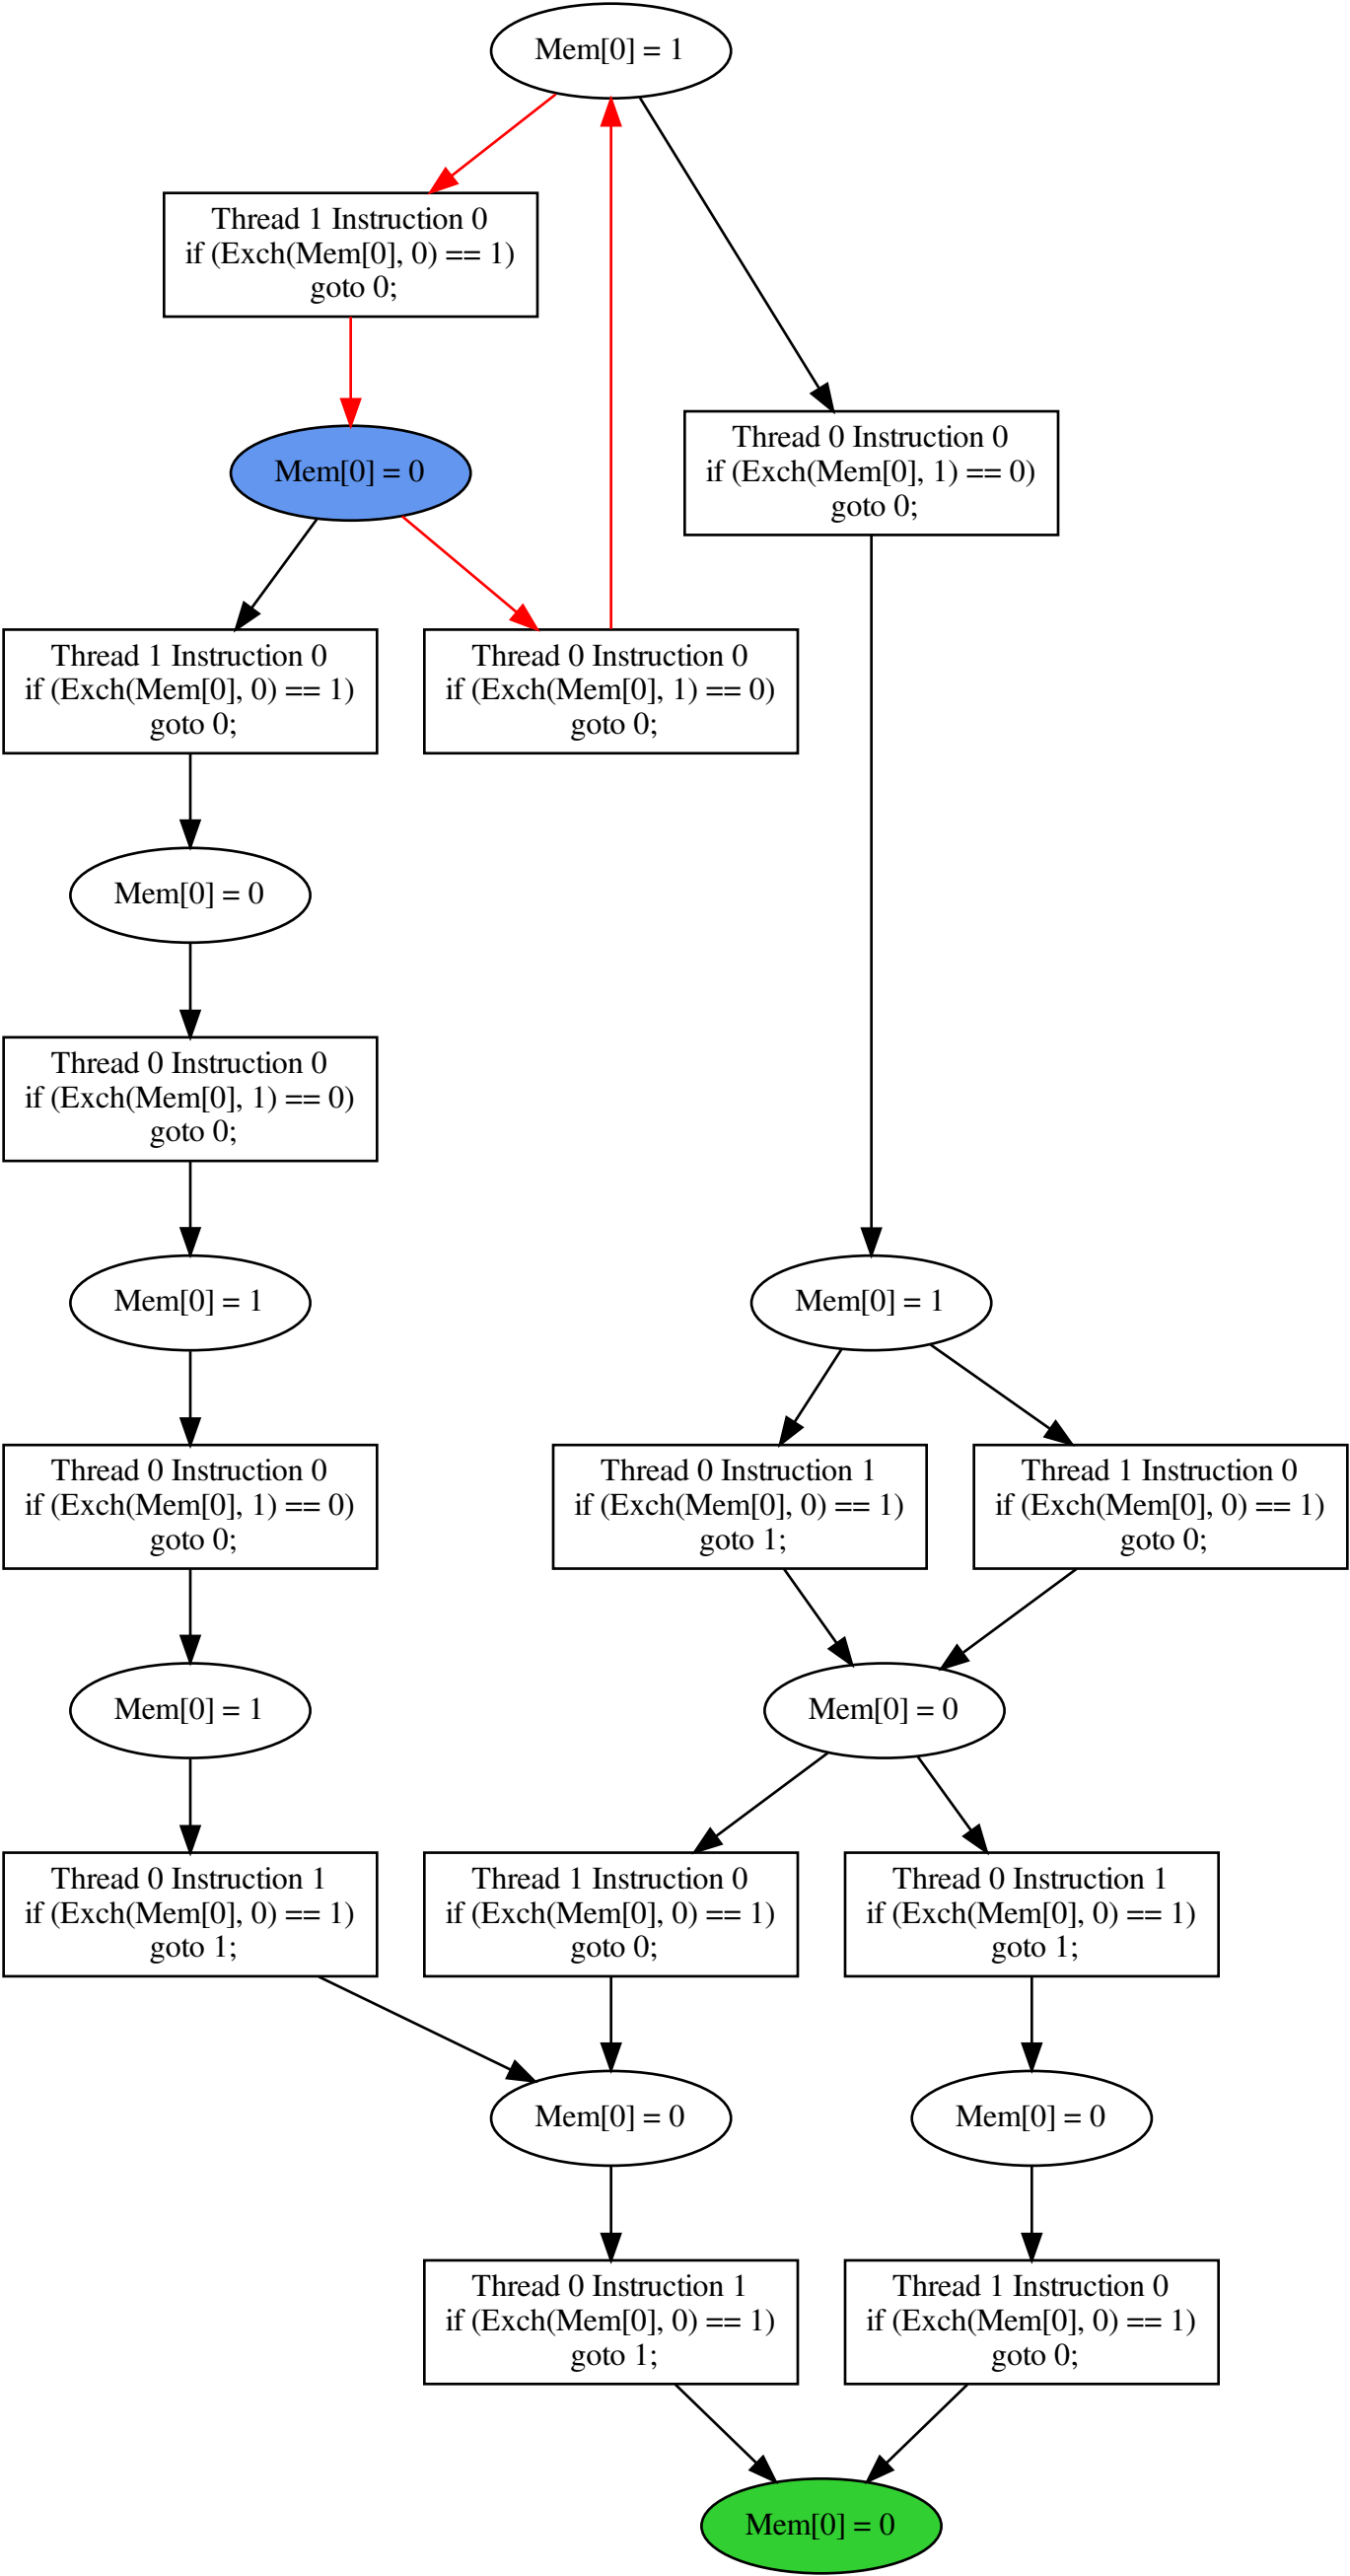 Mem[0] = 1
Thread 1 Instruction 0
if (Exch(Mem[0], 0) == 1)
goto 0;
Thread 0 Instruction 0
if (Exch(Mem[0], 1) == 0)
goto 0;
Mem[0] = 0
Thread 1 Instruction 0
if (Exch(Mem[0], 0) == 1)
goto 0;
Thread 0 Instruction 0
if (Exch(Mem[0], 1) == 0)
goto 0;
Mem[0] = 0
Thread 0 Instruction 0
if (Exch(Mem[0], 1) == 0)
goto 0;
Mem[0] = 1
Mem[0] = 1
Thread 0 Instruction 0
if (Exch(Mem[0], 1) == 0)
goto 0;
Thread 0 Instruction 1
if (Exch(Mem[0], 0) == 1)
goto 1;
Thread 1 Instruction 0
if (Exch(Mem[0], 0) == 1)
goto 0;
Mem[0] = 1
Mem[0] = 0
Thread 0 Instruction 1
if (Exch(Mem[0], 0) == 1)
goto 1;
Thread 1 Instruction 0
if (Exch(Mem[0], 0) == 1)
goto 0;
Thread 0 Instruction 1
if (Exch(Mem[0], 0) == 1)
goto 1;
Mem[0] = 0
Mem[0] = 0
Thread 0 Instruction 1
if (Exch(Mem[0], 0) == 1)
goto 1;
Thread 1 Instruction 0
if (Exch(Mem[0], 0) == 1)
goto 0;
Mem[0] = 0